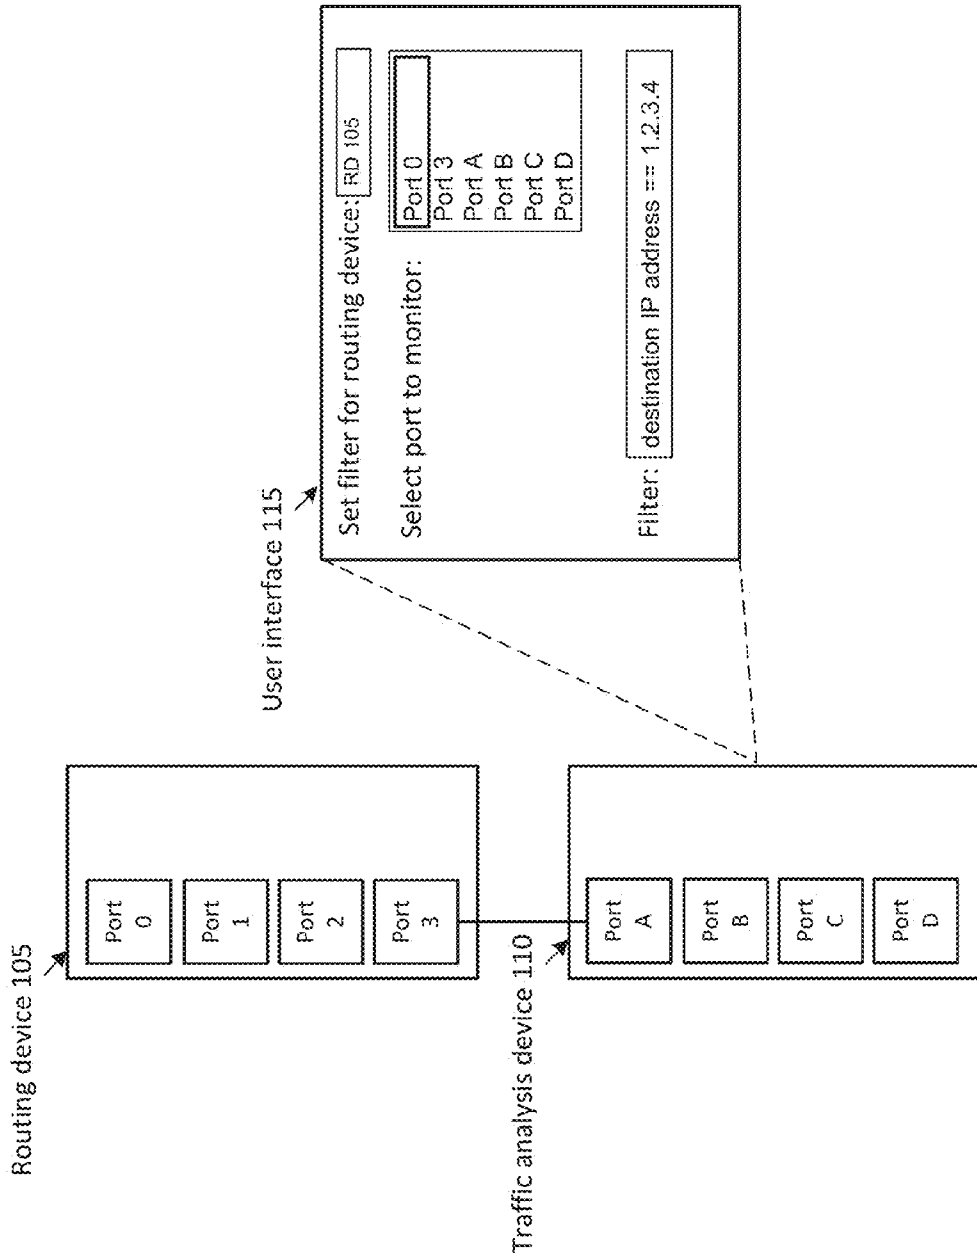 Routing device 105
Port
0
Port
1
Port
2
Port
3
Traffic analysis device 110
Port
A
Port
B
Port
C
Port
D
User interface 115
Set filter for routing device: RD 105
Select port to monitor:
Port 0
Port 3
Port A
Port B
Port C
Port D
Filter: destination IP address == 1.2.3.4